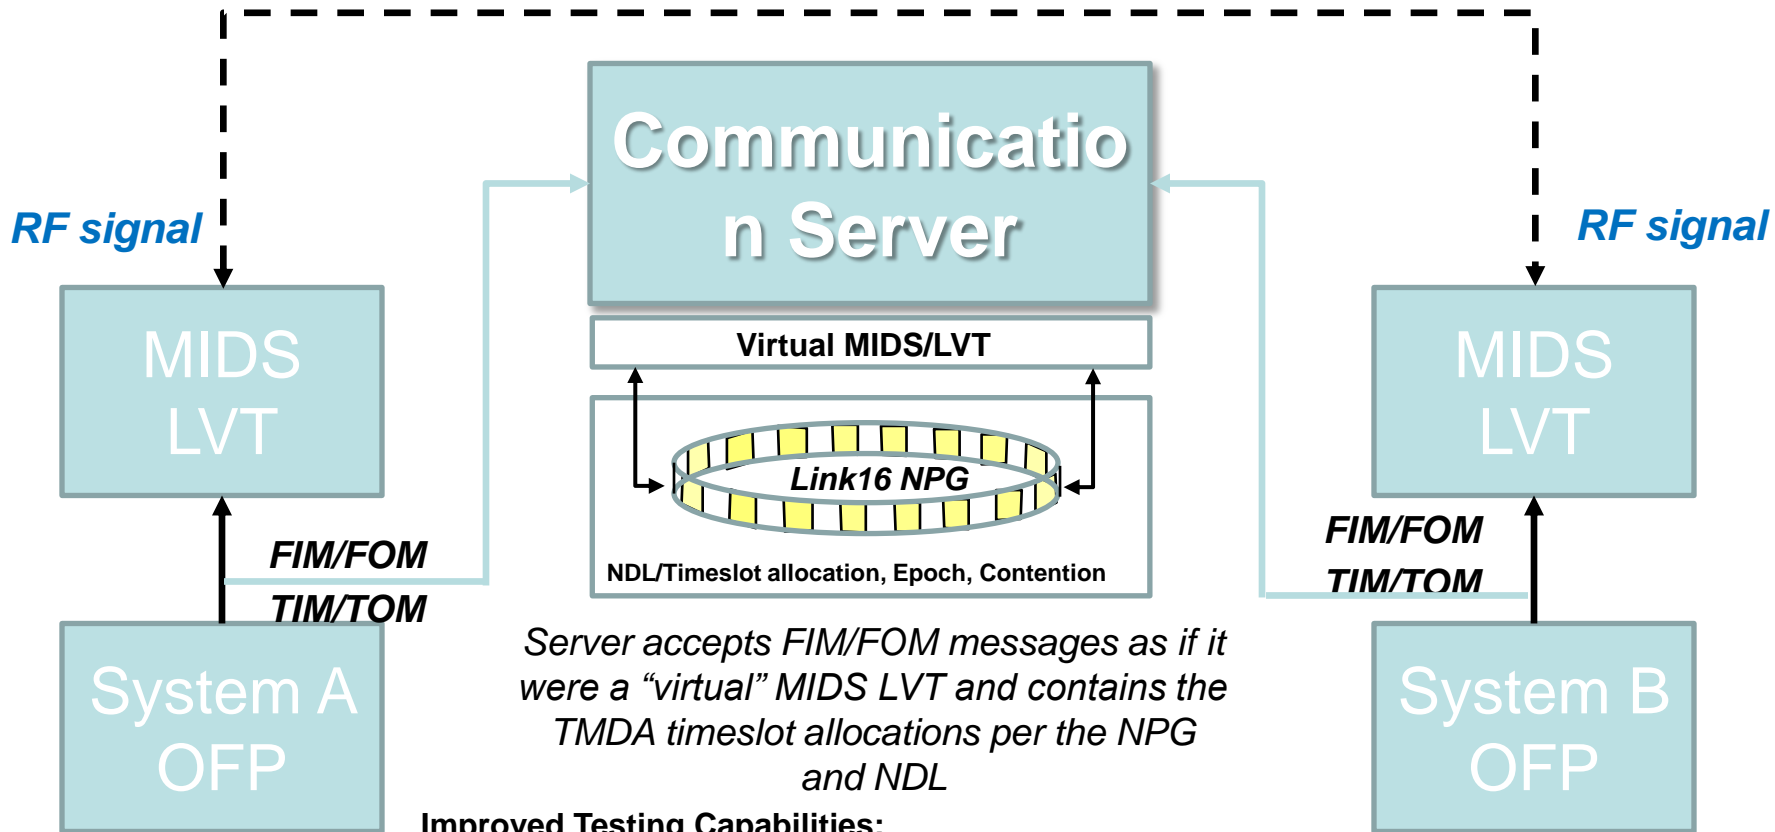 Communicatio
n Server
RF signal
RF signal
MIDS
LVT
Virtual MIDS/LVT
MIDS
LVT
Link16 NPG
NDL/Timeslot allocation, Epoch, Contention
FIM/FOM
TIM/TOM
FIM/FOM
TIM/TOM
System A
OFP
Server accepts FIM/FOM messages as if it
were a “virtual” MIDS LVT and contains the
TMDA timeslot allocations per the NPG
and NDL
System B
OFP
Improved Testing Capabilities: